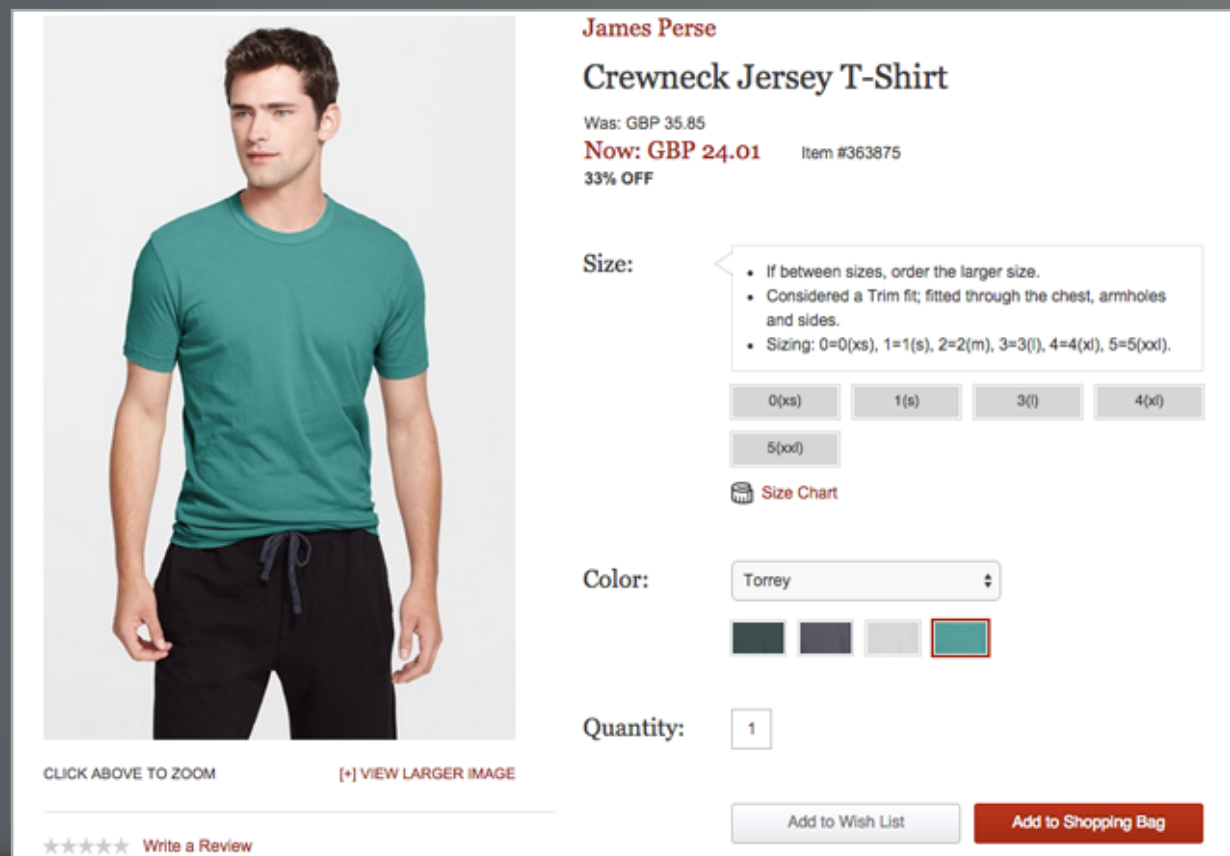 James Perse
Crewneck Jersey T-Shirt
Was: GBP 35.85
Now: GBP 24.01 Item #363875
33% OFF
Size:
• If between sizes, order the larger size.
• Considered a Trim fit; fitted through the chest, armholes
and sides.
• Sizing: 0=0(xs), 1=1(s), 2=2(m), 3=3(l), 4=4(xl), 5=5(xxl).
0(xs) 1(s) 3(l) 4(xl)
5(xxl)
Size Chart
Color: Torrey
Quantity: 1
CLICK ABOVE TO ZOOM [+] VIEW LARGER IMAGE
Add to Wish List Add to Shopping Bag
Write a Review